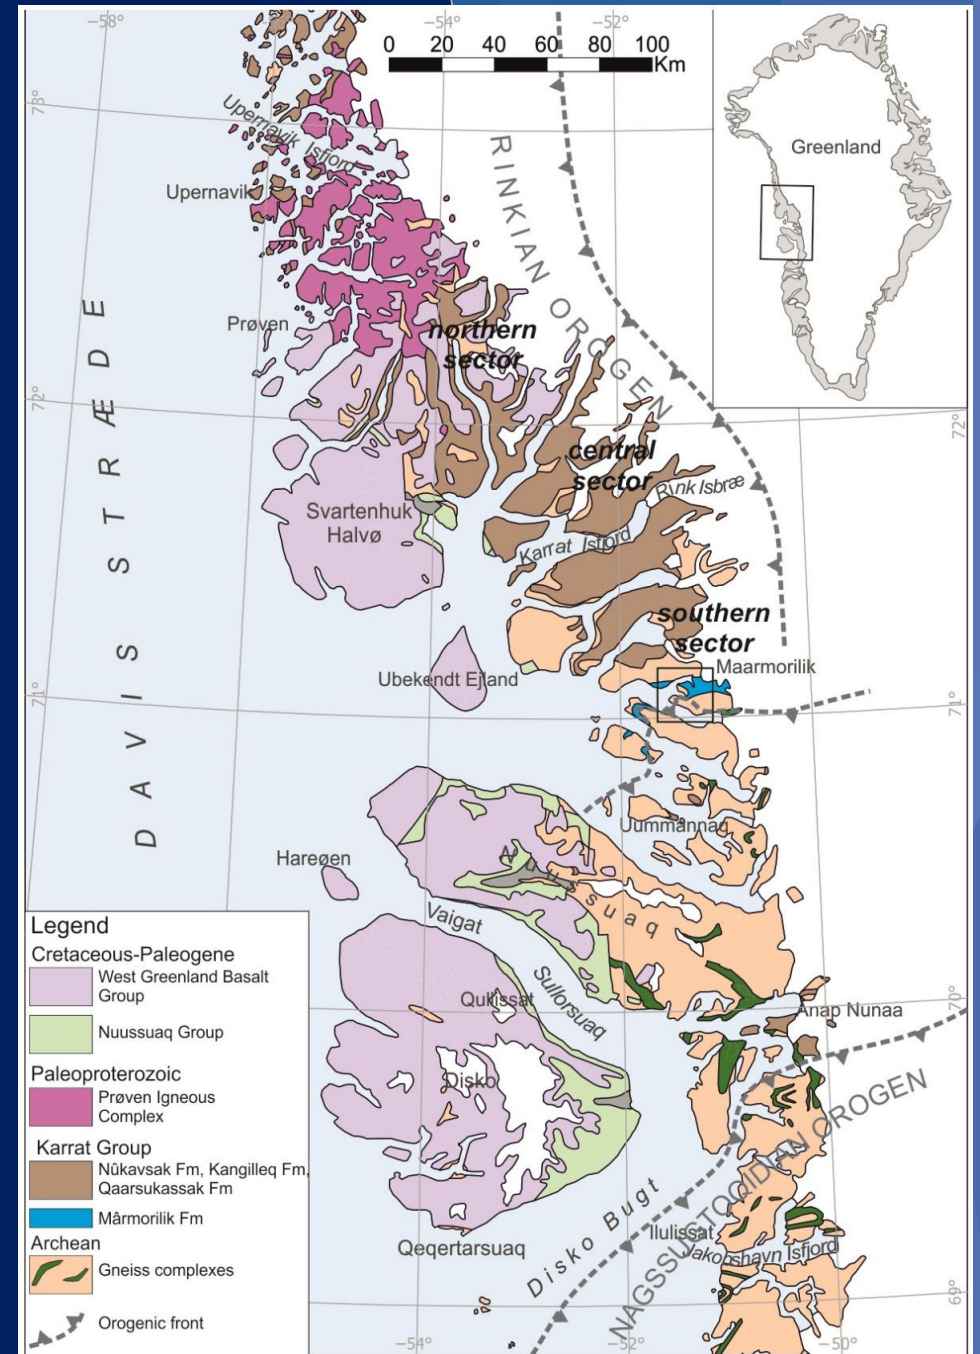 -58°
-54°
-52°
0 20 40 60 80 100
Km
73°
Upernavik Isfjord
Upernavik
RINKIAN OROGEN
Greenland
Prøven
northern
sector
72°
72°
central
sector
Rink Isbræ
Svartenhuk
Halvø
Karrat Isfjord
DAVIS STRÆDE
southern
sector
Maarmorilik
Ubekendt Ejland
71°
71°
Uummannaq
Hareøen
Nuussuaq
Vaigat
Sullorsuaq
Qullissat
70°
Anap Nunaa
Disko
NAGSSUGTOQIDIAN OROGEN
Disko Bugt
Ilulissat
Jakobshavn Isfjord
Qeqertarsuaq
69°
-54°
-52°
-50°
Legend
Cretaceous-Paleogene
West Greenland Basalt
Group
Nuussuaq Group
Paleoproterozoic
Prøven Igneous
Complex
Karrat Group
Nûkavsak Fm, Kangilleq Fm,
Qaarsukassak Fm
Mârmorilik Fm
Archean
Gneiss complexes
Orogenic front